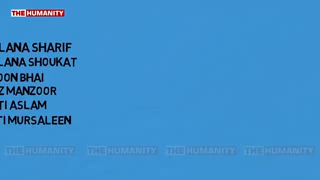 THE HUMANITY
LANA SHARIF
LANA SHOUKAT
OON BHAI
Z MANZOOR
TI ASLAM
TI MURSALEEN
THE HUMANITY THE HUMANITY THE HUMANITY THE HUMANITY